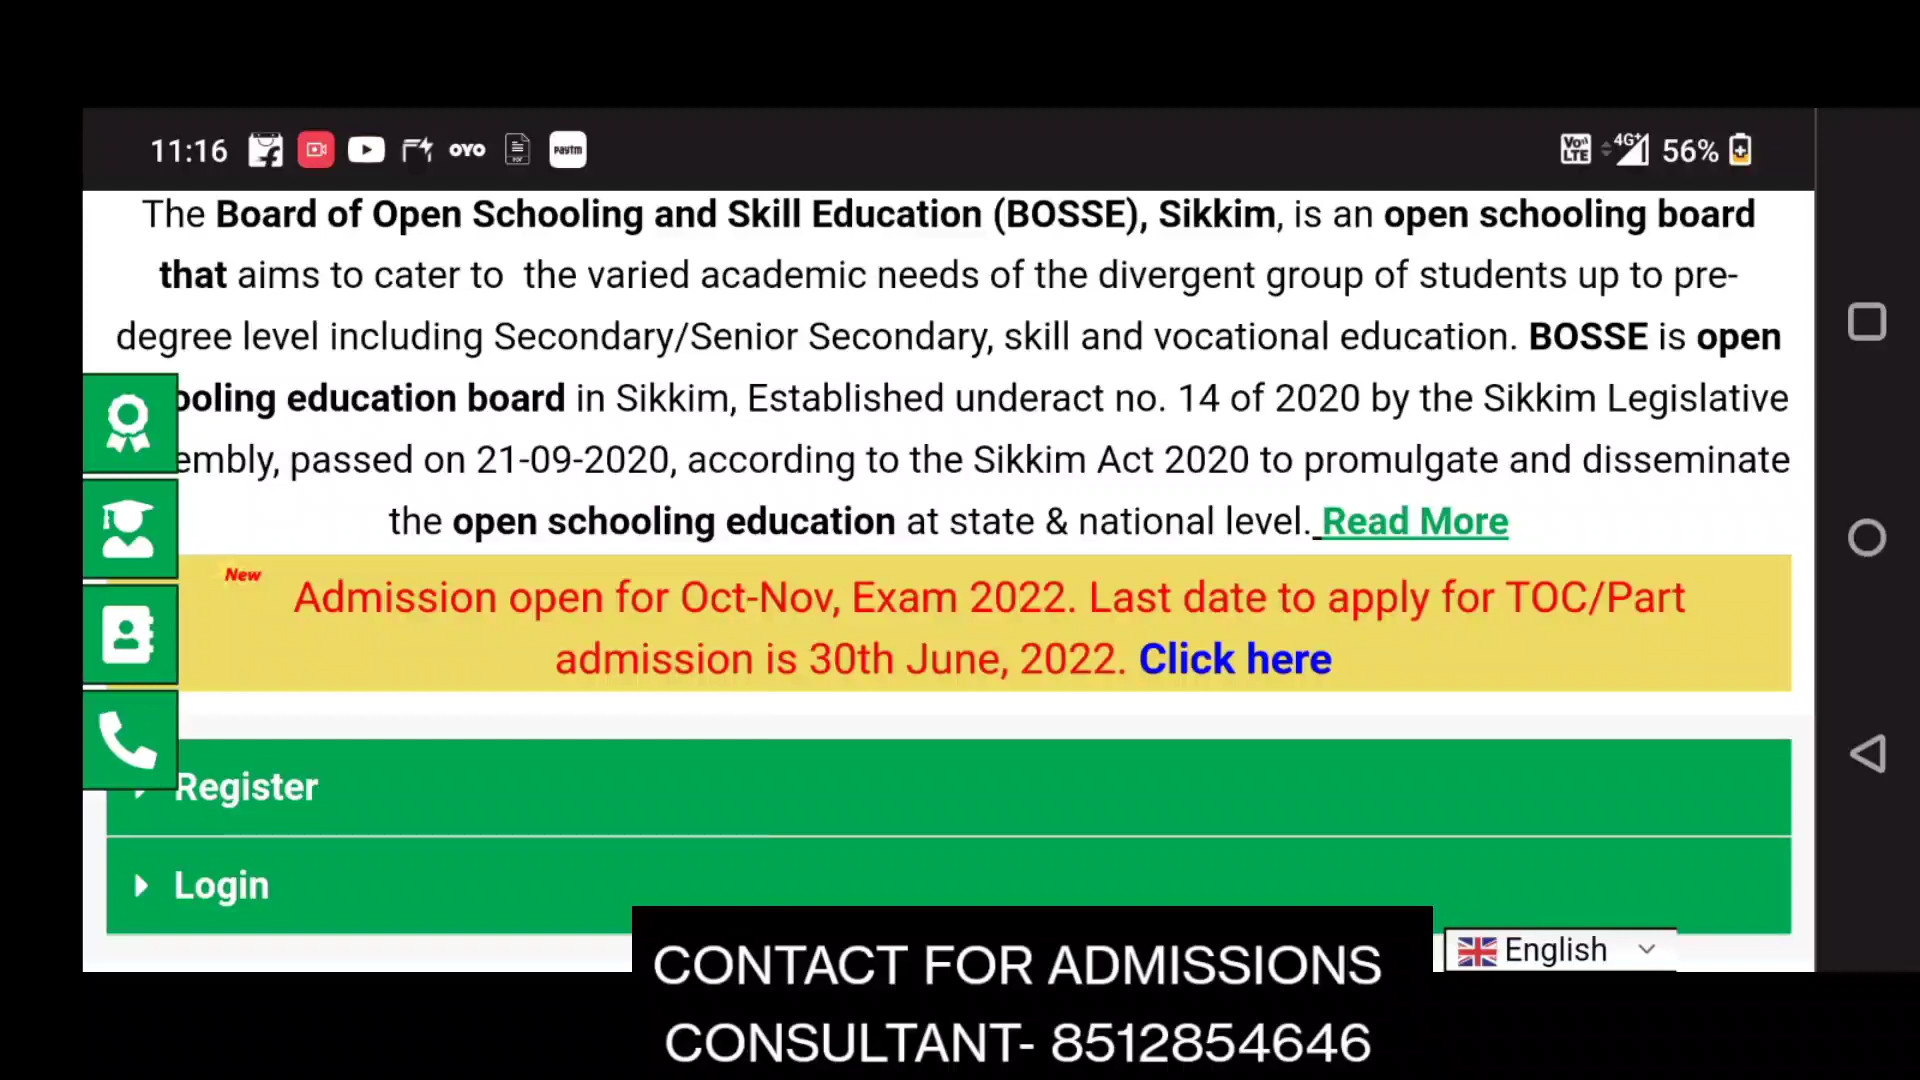 11:16 OYO paytm Vo)) LTE 4G+ 56%
The Board of Open Schooling and Skill Education (BOSSE), Sikkim, is an open schooling board
that aims to cater to the varied academic needs of the divergent group of students up to pre-
degree level including Secondary/Senior Secondary, skill and vocational education. BOSSE is open
ooling education board in Sikkim, Established underact no. 14 of 2020 by the Sikkim Legislative
embly, passed on 21-09-2020, according to the Sikkim Act 2020 to promulgate and disseminate
the open schooling education at state & national level. Read More
New
Admission open for Oct-Nov, Exam 2022. Last date to apply for TOC/Part
admission is 30th June, 2022. Click here
Register
Login
English
CONTACT FOR ADMISSIONS
CONSULTANT- 8512854646